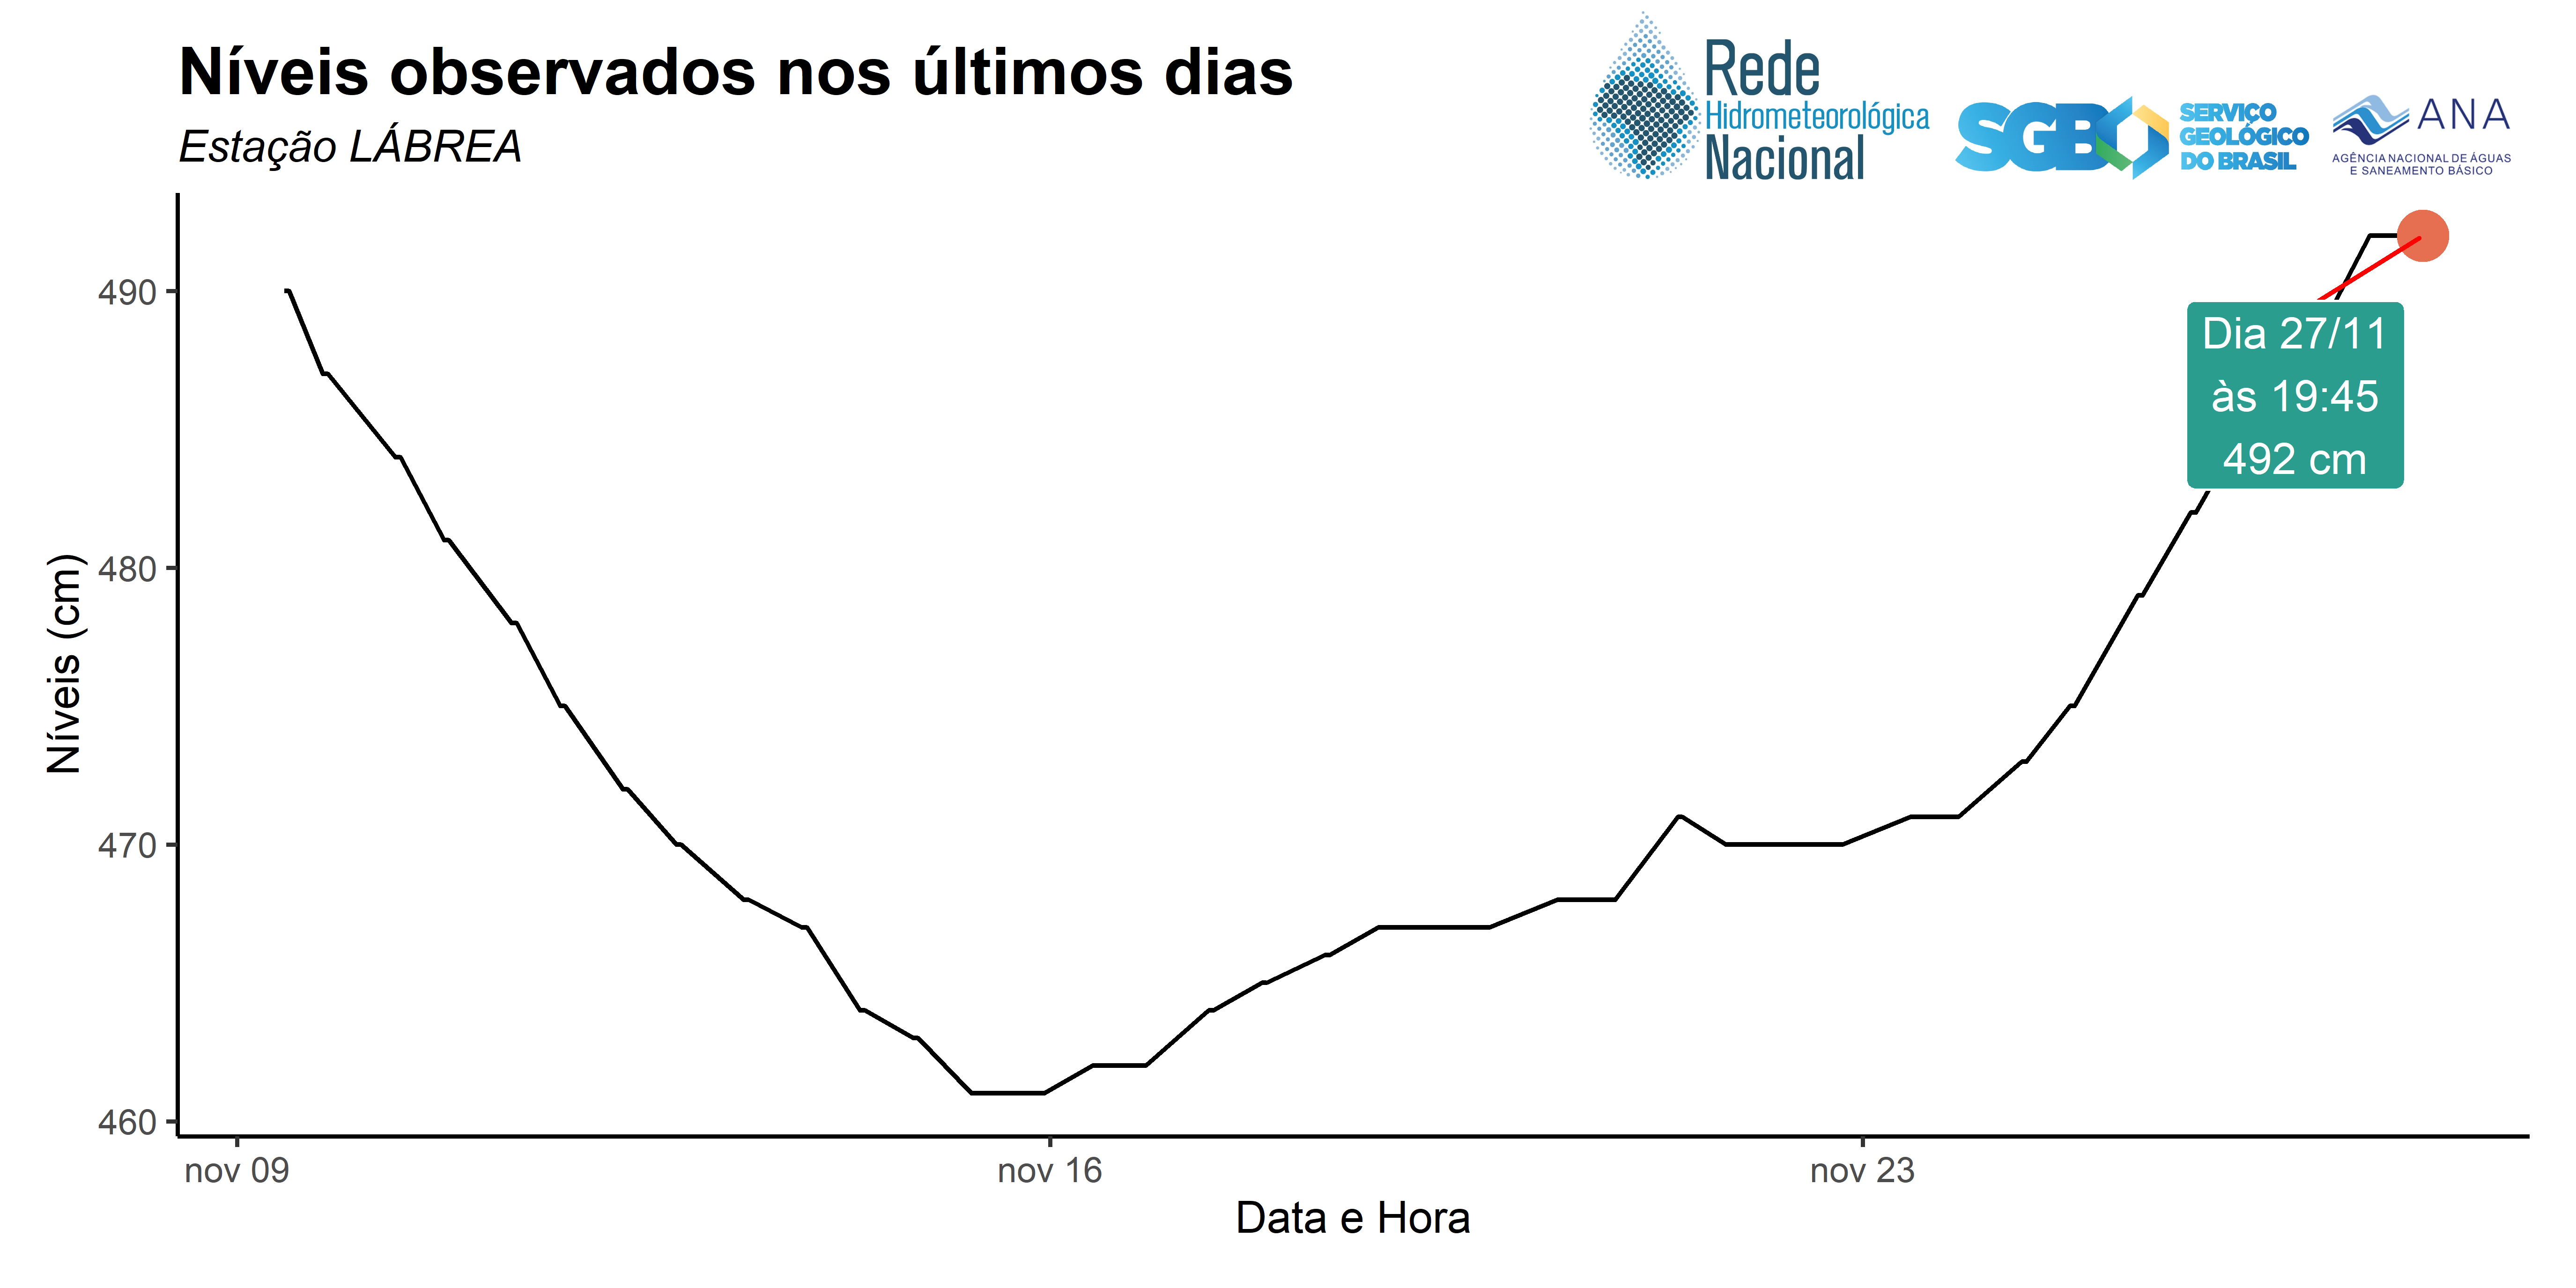 Níveis observados nos últimos dias
Estação LÁBREA
Rede
Hidrometeorológica
Nacional
SGB
SERVIÇO
GEOLÓGICO
DO BRASIL
ANA
AGÊNCIA NACIONAL DE ÁGUAS
E SANEAMENTO BÁSICO
490
480
470
460
Níveis (cm)
Dia 27/11
às 19:45
492 cm
nov 09
nov 16
nov 23
Data e Hora